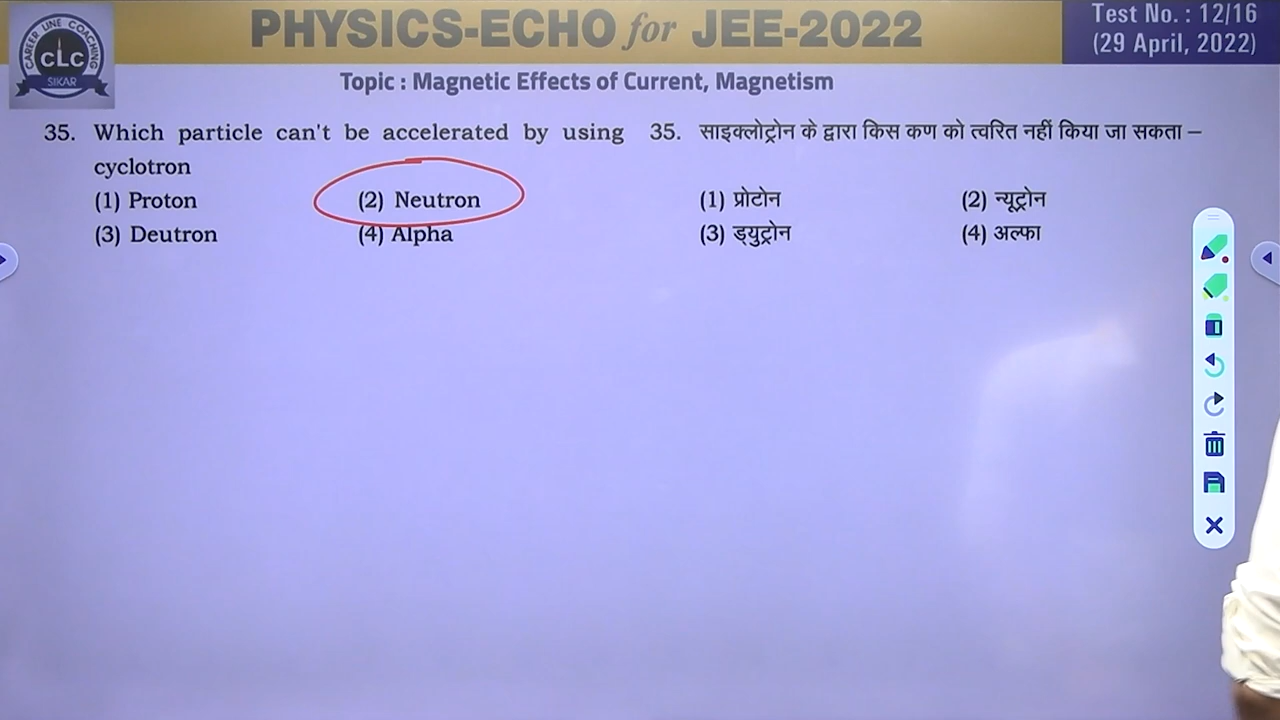 PHYSICS-ECHO for JEE-2022
Test No. : 12/16
(29 April, 2022)
CAREER LINE COACHING
CLC
SIKAR
Topic : Magnetic Effects of Current, Magnetism
35. Which particle can't be accelerated by using
cyclotron
(1) Proton (2) Neutron
(3) Deutron (4) Alpha
35. साइक्लोट्रोन के द्वारा किस कण को त्वरित नहीं किया जा सकता –
(1) प्रोटोन (2) न्यूट्रोन
(3) ड्युट्रोन (4) अल्फा